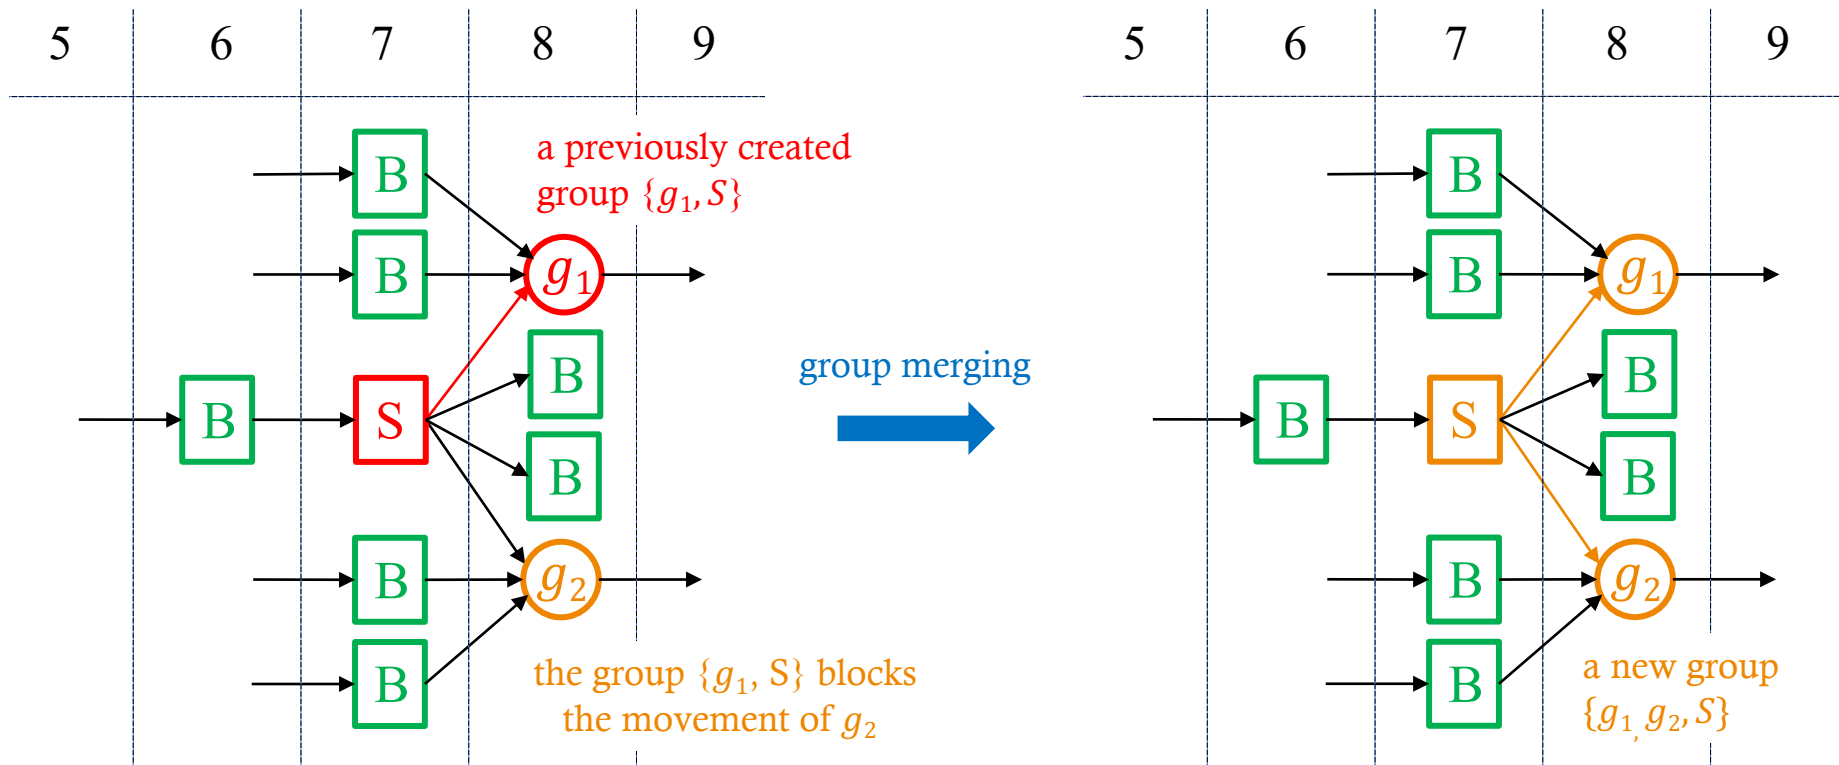 5 6 7 8 9
B
a previously created
group {g₁, S}
B
g₁
B
B
S
B
B
g₂
B
the group {g₁, S} blocks
the movement of g₂
group merging
5 6 7 8 9
B
B
g₁
B
B
S
B
B
g₂
B
a new group
{g₁, g₂, S}